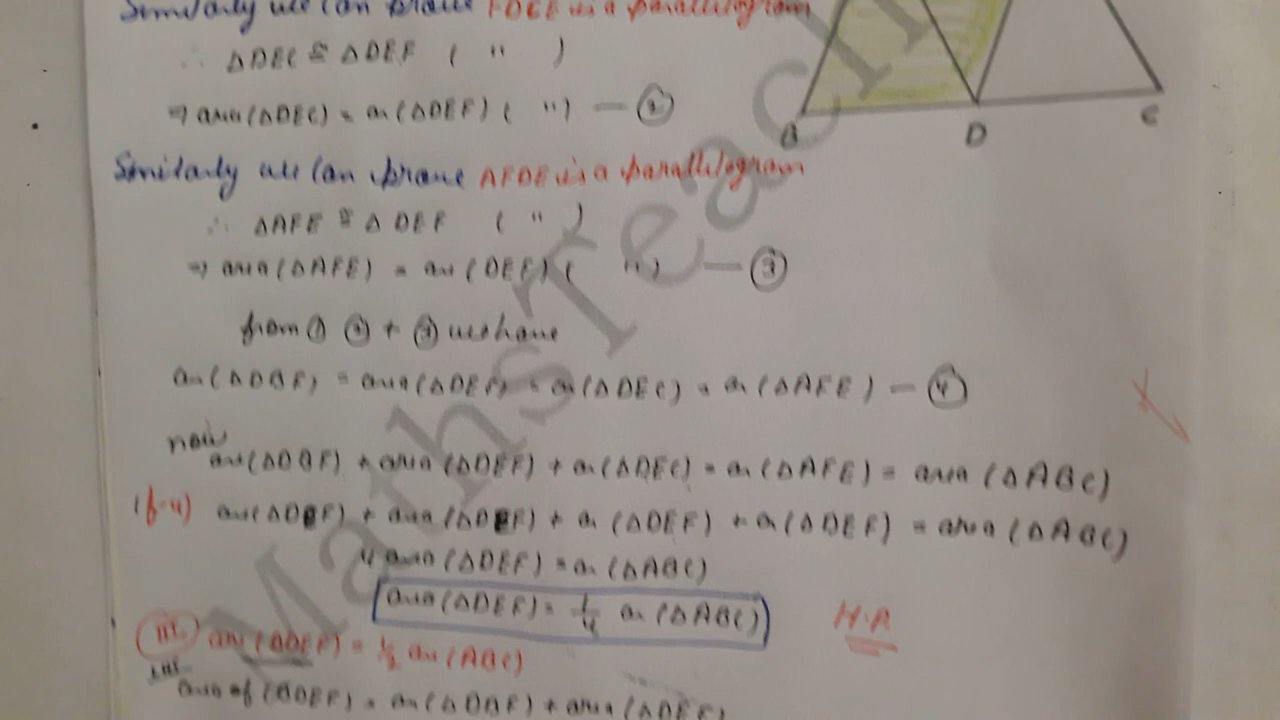 Similarly we can prove FDCE is a parallelogram
∴ ΔDEC ≅ ΔDEF ( " )
⇒ area(ΔDEC) = ar(ΔDEF) ( " ) — ②
B D C
Similarly we can prove AFDE is a parallelogram
∴ ΔAFE ≅ ΔDEF ( " )
⇒ area(ΔAFE) = ar(DEF) ( " ) — ③
from ① ② + ③ we have
ar(ΔDBF) = area(ΔDEF) = ar(ΔDEC) = ar(ΔAFE) — ④
now
ar(ΔDBF) + area(ΔDEF) + ar(ΔDEC) = ar(ΔAFE) = area(ΔABC)
(f-4) area(ΔDEF) + area(ΔDEF) + ar(ΔDEF) + ar(ΔDEF) = area(ΔABC)
4 area(ΔDEF) = ar(ΔABC)
area(ΔDEF) = 1/4 ar(ΔABC)
H.P
III. ar(BDEF) = 1/2 ar(ABC)
area of (BDEF) = ar(ΔDBF) + area(ΔDEF)
MathsTeach